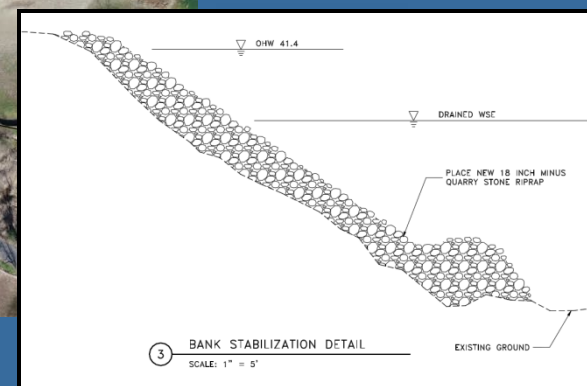 OHW 41.4
DRAINED WSE
PLACE NEW 18 INCH MINUS
QUARRY STONE RIPRAP
EXISTING GROUND
3
BANK STABILIZATION DETAIL
SCALE: 1" = 5'